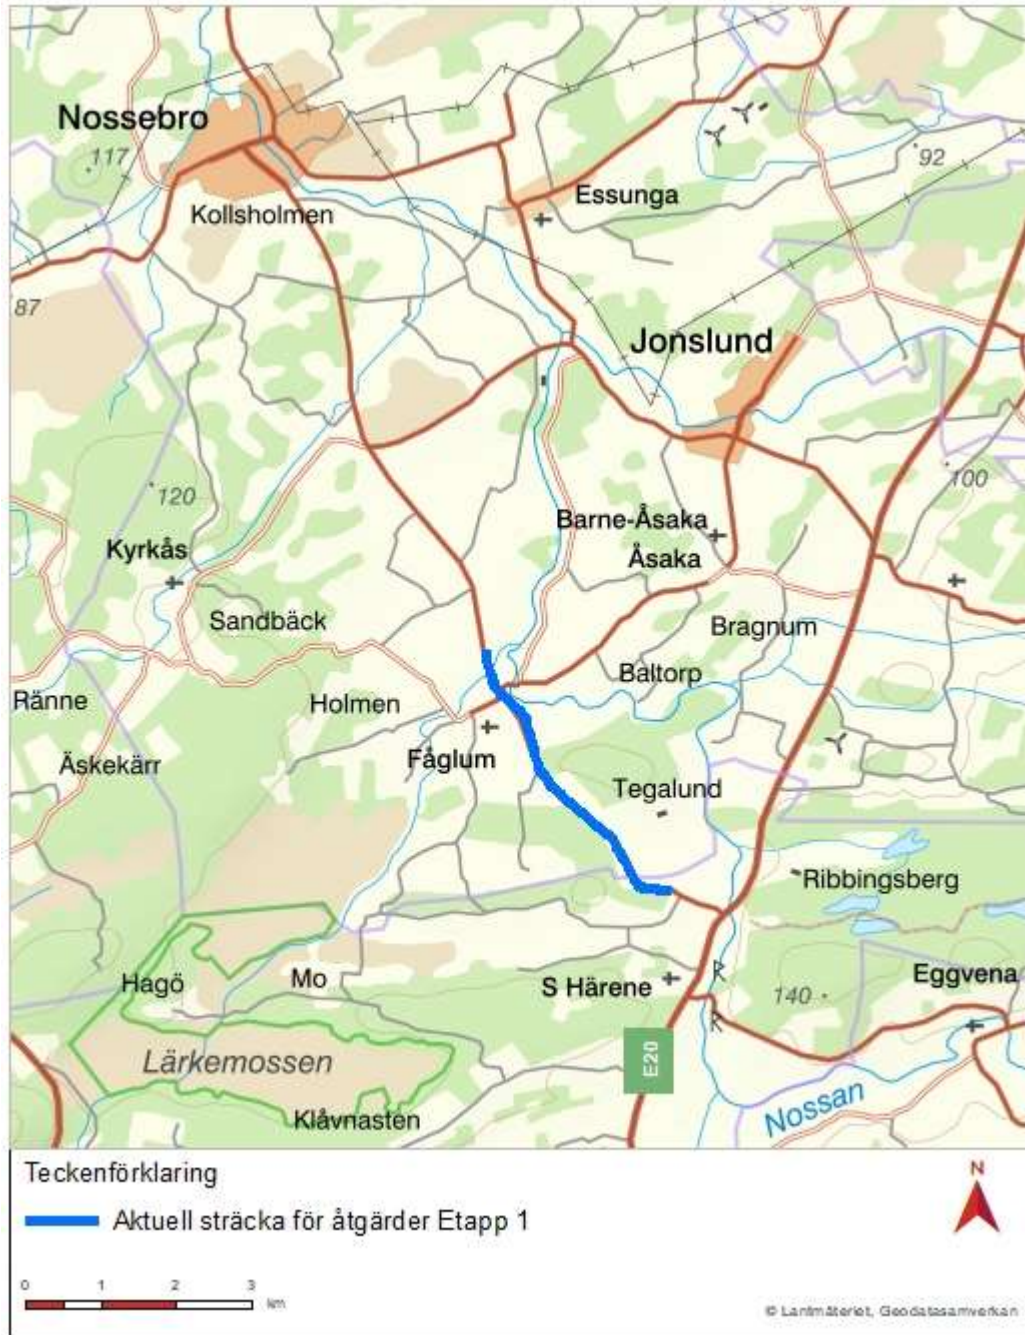 Nossebro
117
92
Essunga
Kollsholmen
87
Jonslund
100
120
Barne-Åsaka
Kyrkås
Åsaka
Sandbäck
Bragnum
Baltorp
Ränne
Holmen
Fåglum
Äskekärr
Tegalund
Ribbingsberg
Hagö
Mo
S Härene
140
Eggvena
Lärkemossen
E20
Nossan
Klåvnasten
Teckenförklaring
N
Aktuell sträcka för åtgärder Etapp 1
0 1 2 3
km
© Lantmäteriet, Geodatasamverkan